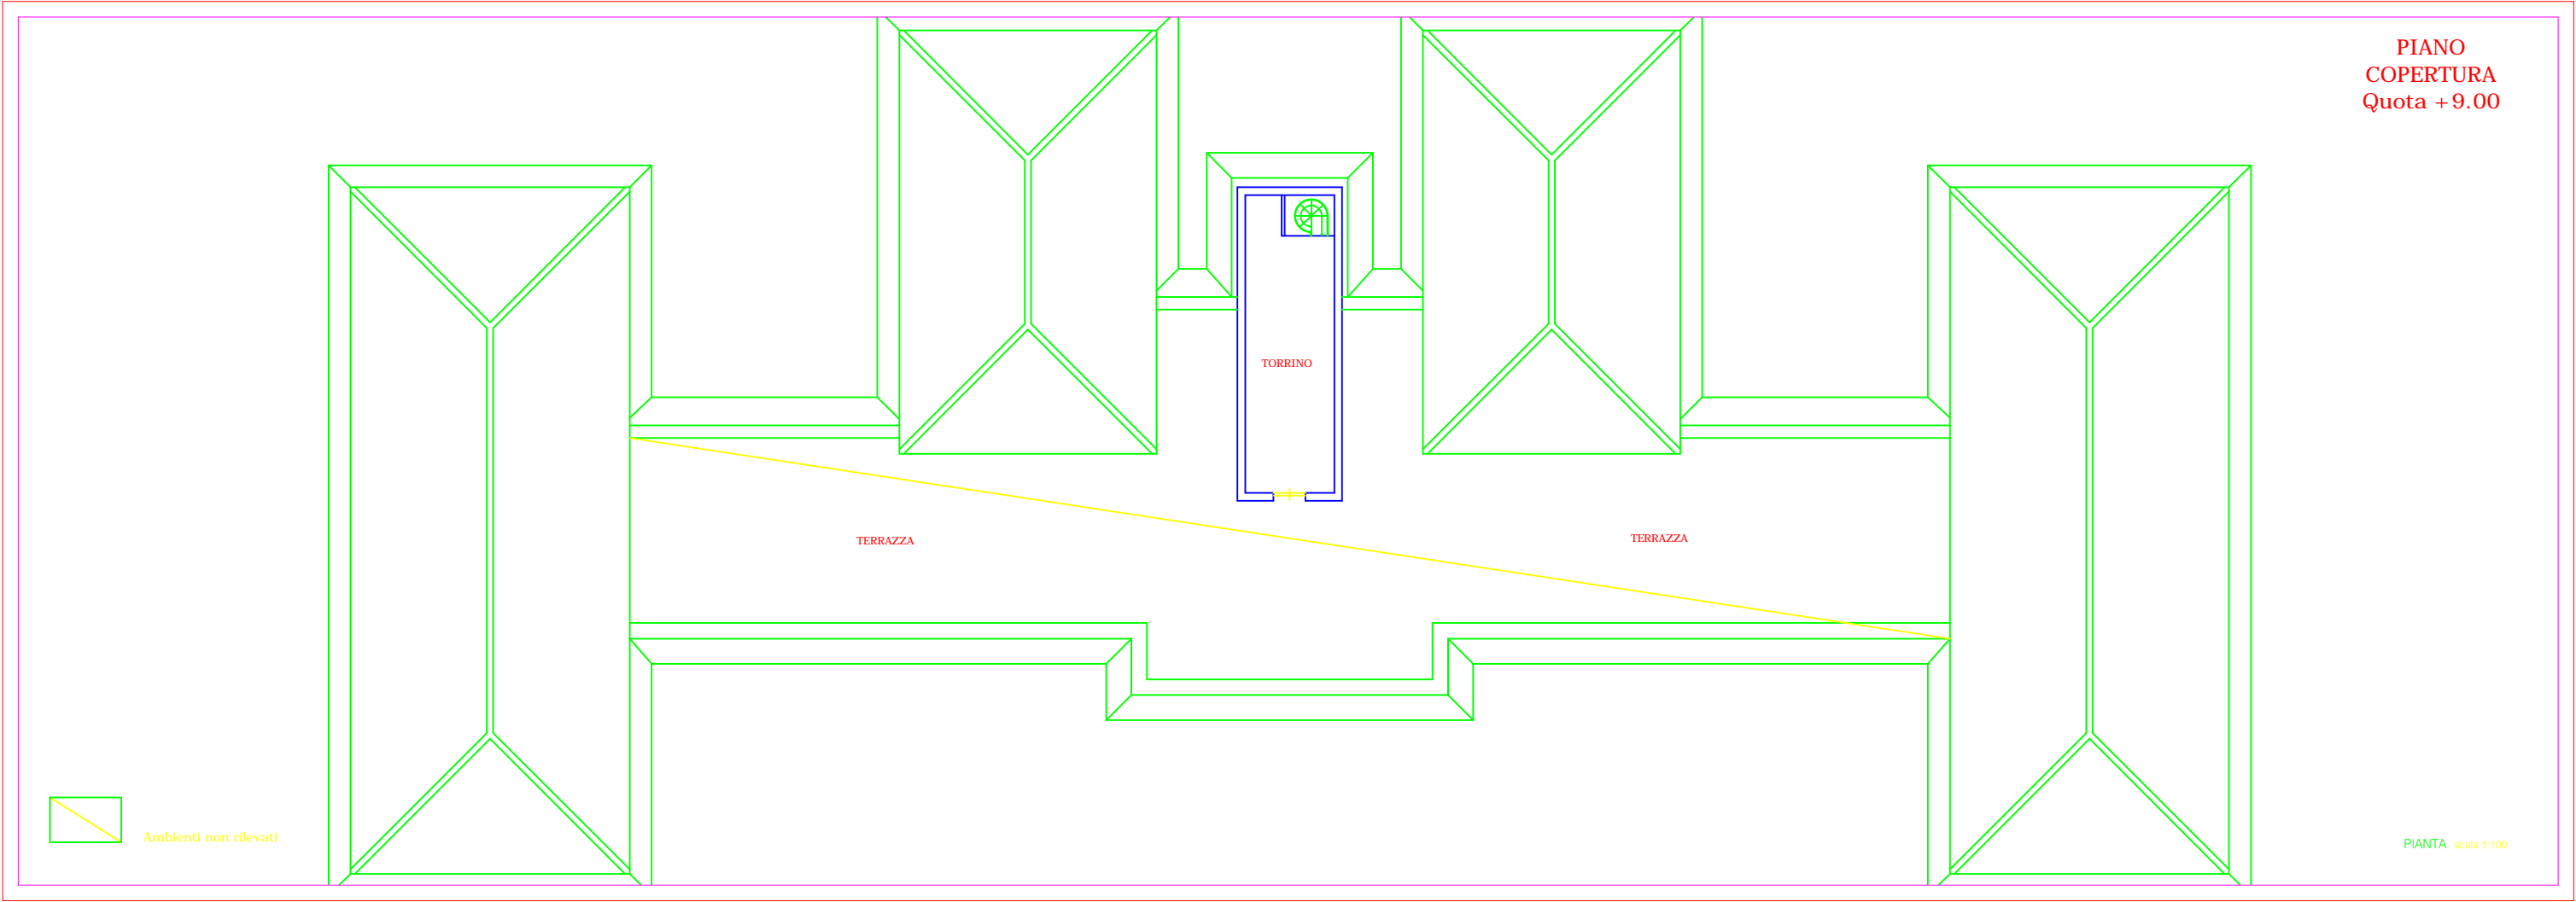 PIANO
COPERTURA
Quota +9.00
TORRINO
TERRAZZA
TERRAZZA
Ambienti non rilevati
PIANTA Scala 1:100